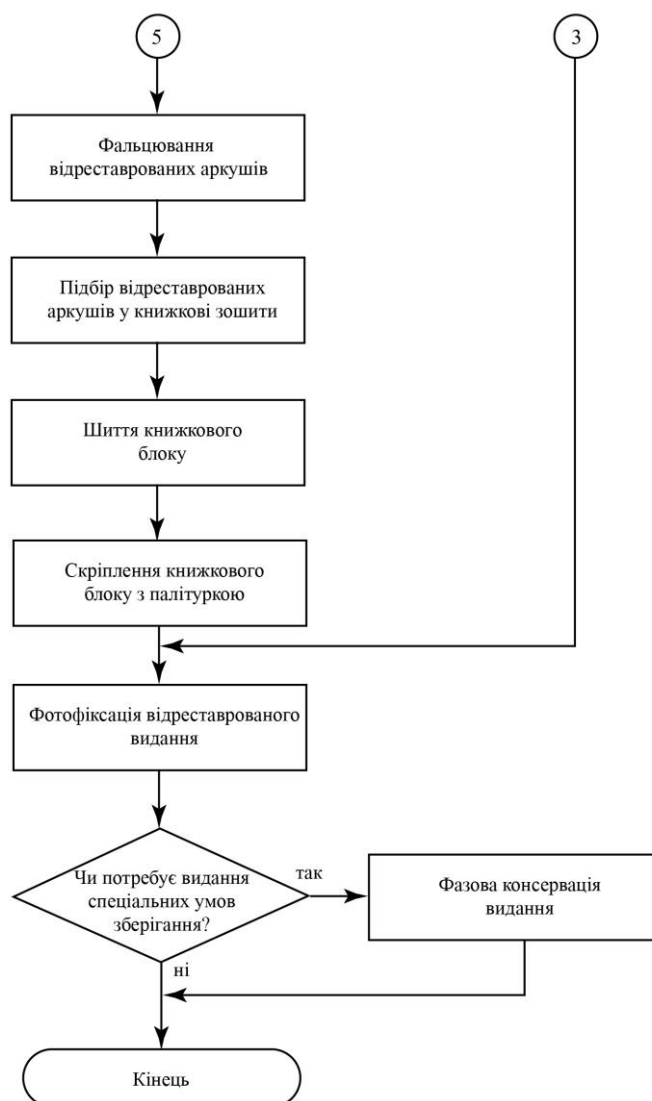 5
3
Фальцювання
відреставрованих аркушів
Підбір відреставрованих
аркушів у книжкові зошити
Шиття книжкового
блоку
Скріплення книжкового
блоку з палітуркою
Фотофіксація відреставрованого
видання
Чи потребує видання
спеціальних умов
зберігання?
так
Фазова консервація
видання
ні
Кінець